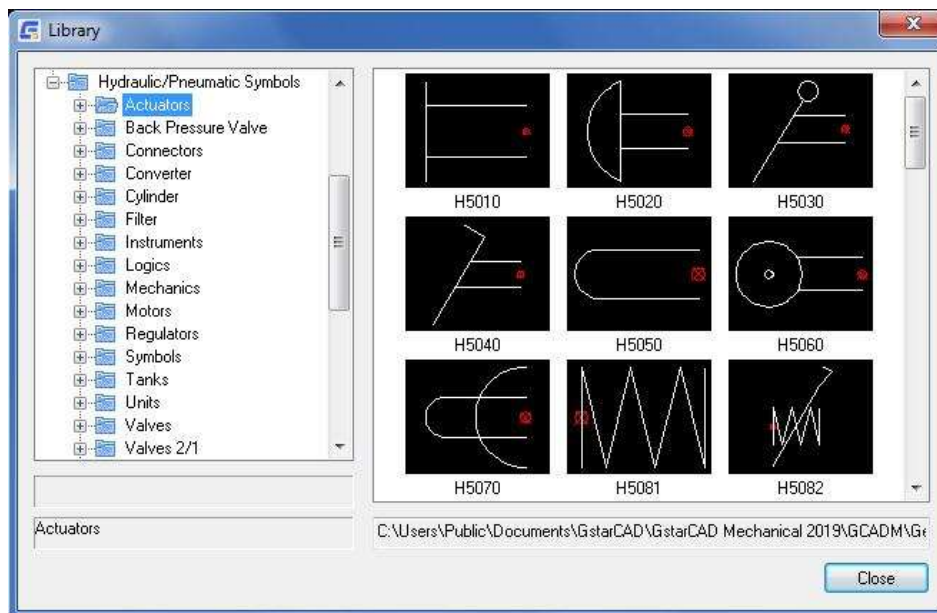 Library
Hydraulic/Pneumatic Symbols
Actuators
Back Pressure Valve
Connectors
Converter
Cylinder
Filter
Instruments
Logics
Mechanics
Motors
Regulators
Symbols
Tanks
Units
Valves
Valves 2/1
H5010 H5020 H5030
H5040 H5050 H5060
H5070 H5081 H5082
Actuators
C:\Users\Public\Documents\GstarCAD\GstarCAD Mechanical 2019\GCADM\Ge
Close